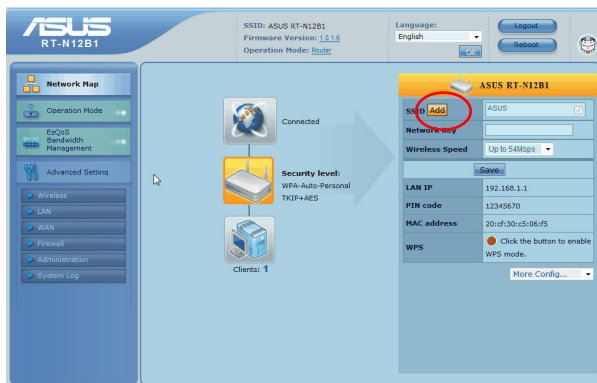 ASUS
RT-N12B1
SSID: ASUS RT-N12B1
Firmware Version: 1.0.1.6
Operation Mode: Router
Language:
English
OK
Logout
Reboot
Network Map
Operation Mode
EzQoS
Bandwidth
Management
Advanced Setting
Wireless
LAN
WAN
Firewall
Administration
System Log
Connected
Security level:
WPA-Auto-Personal
TKIP+AES
Clients: 1
ASUS RT-N12B1
SSID Add ASUS
Network Key
Wireless Speed Up to 54Mbps
Save
LAN IP 192.168.1.1
PIN code 12345670
MAC address 20:cf:30:c5:06:f5
WPS Click the button to enable
WPS mode.
More Config...